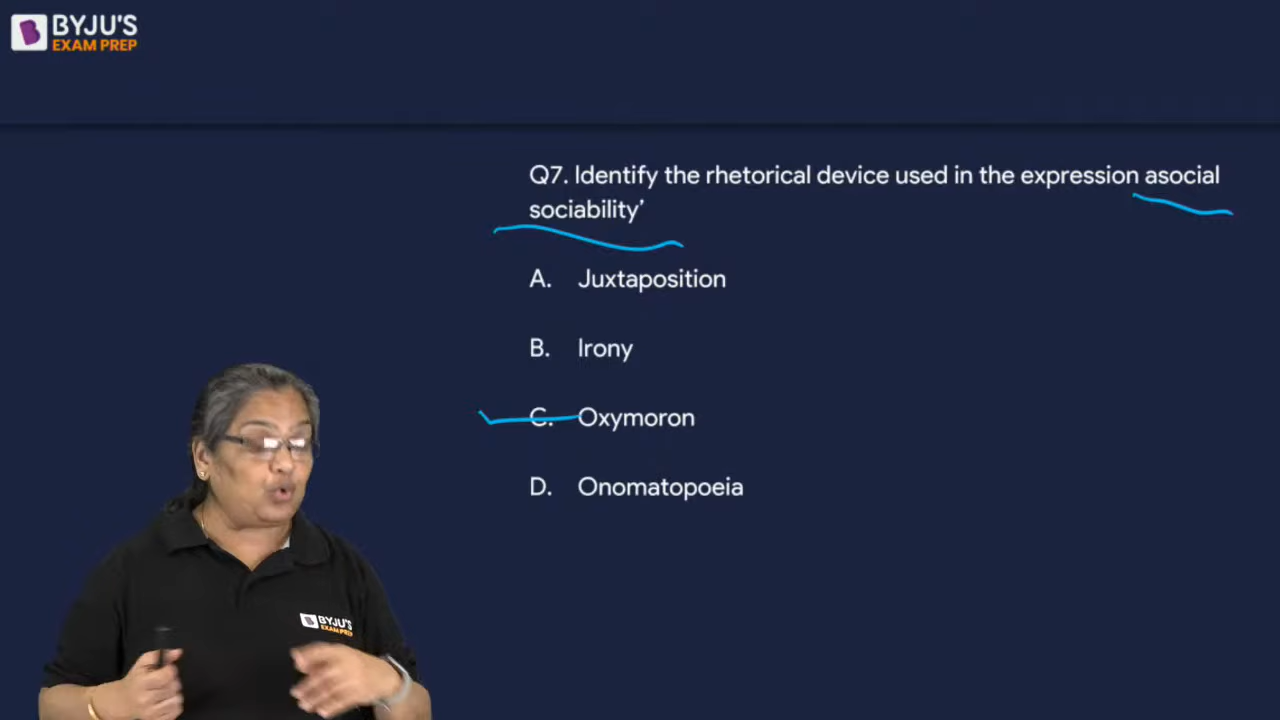 BYJU'S
EXAM PREP
Q7. Identify the rhetorical device used in the expression asocial
sociability’
A. Juxtaposition
B. Irony
C. Oxymoron
D. Onomatopoeia
BYJU'S
EXAM PREP